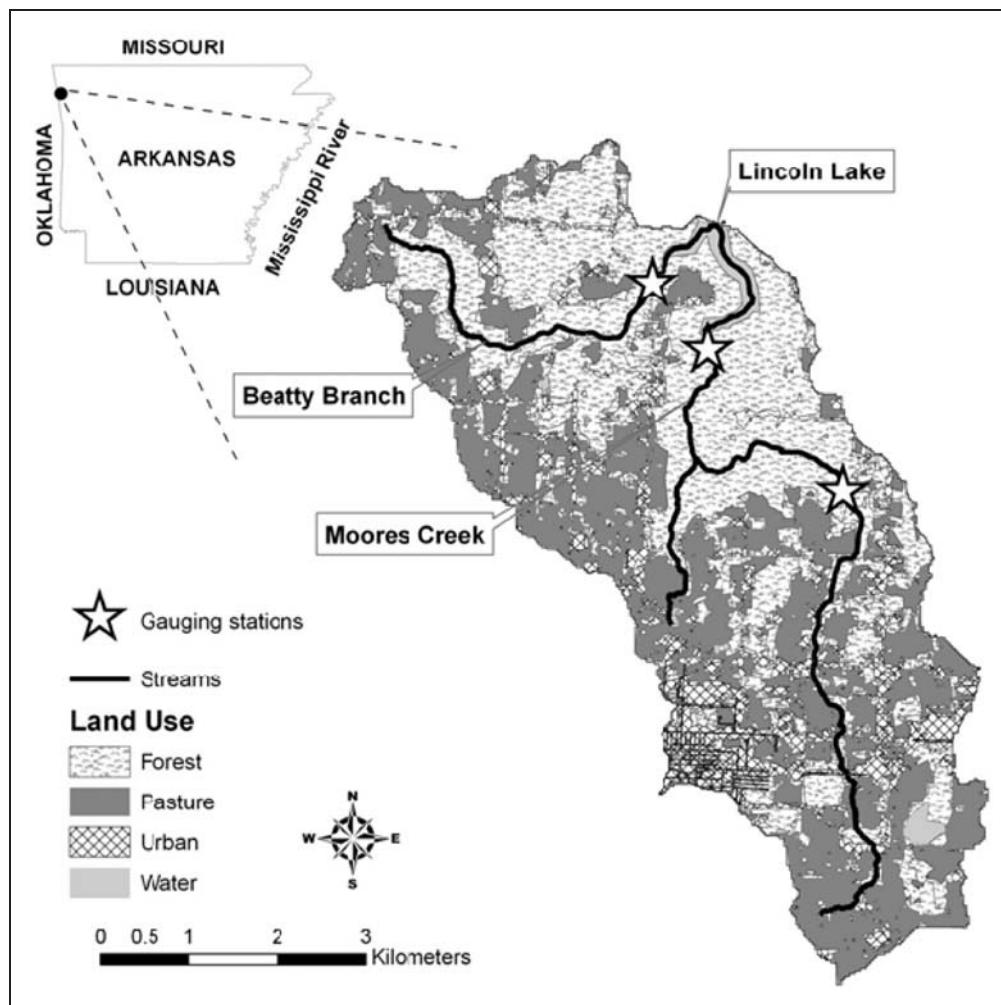 MISSOURI
OKLAHOMA
ARKANSAS
Mississippi River
LOUSIANA
Lincoln Lake
Beatty Branch
Moores Creek
Gauging stations
Streams
Land Use
Forest
Pasture
Urban
Water
N
W E
S
0 0.5 1 2 3
Kilometers